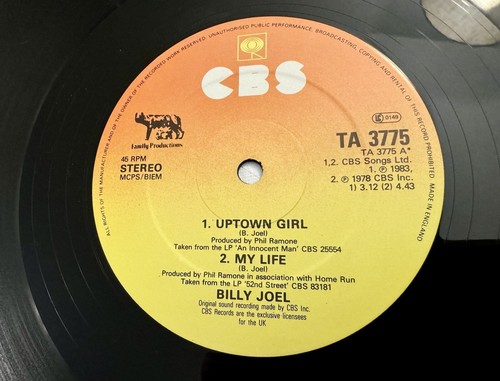 ALL RIGHTS OF THE MANUFACTURER AND OF THE OWNER OF THE RECORDED WORK RESERVED. UNAUTHORISED PUBLIC PERFORMANCE, BROADCASTING, COPYING AND RENTAL OF THIS RECORD PROHIBITED. MADE IN ENGLAND
CBS
Family Productions
45 RPM
STEREO
MCPS/BIEM
LC 0149
TA 3775
TA 3775 A*
1,2. CBS Songs Ltd.
1. ℗ 1983,
2. ℗ 1978 CBS Inc.
1) 3.12 (2) 4.43
1. UPTOWN GIRL
(B. Joel)
Produced by Phil Ramone
Taken from the LP 'An Innocent Man' CBS 25554
2. MY LIFE
(B. Joel)
Produced by Phil Ramone in association with Home Run
Taken from the LP '52nd Street' CBS 83181
BILLY JOEL
Original sound recording made by CBS Inc.
CBS Records are the exclusive licensees
for the UK